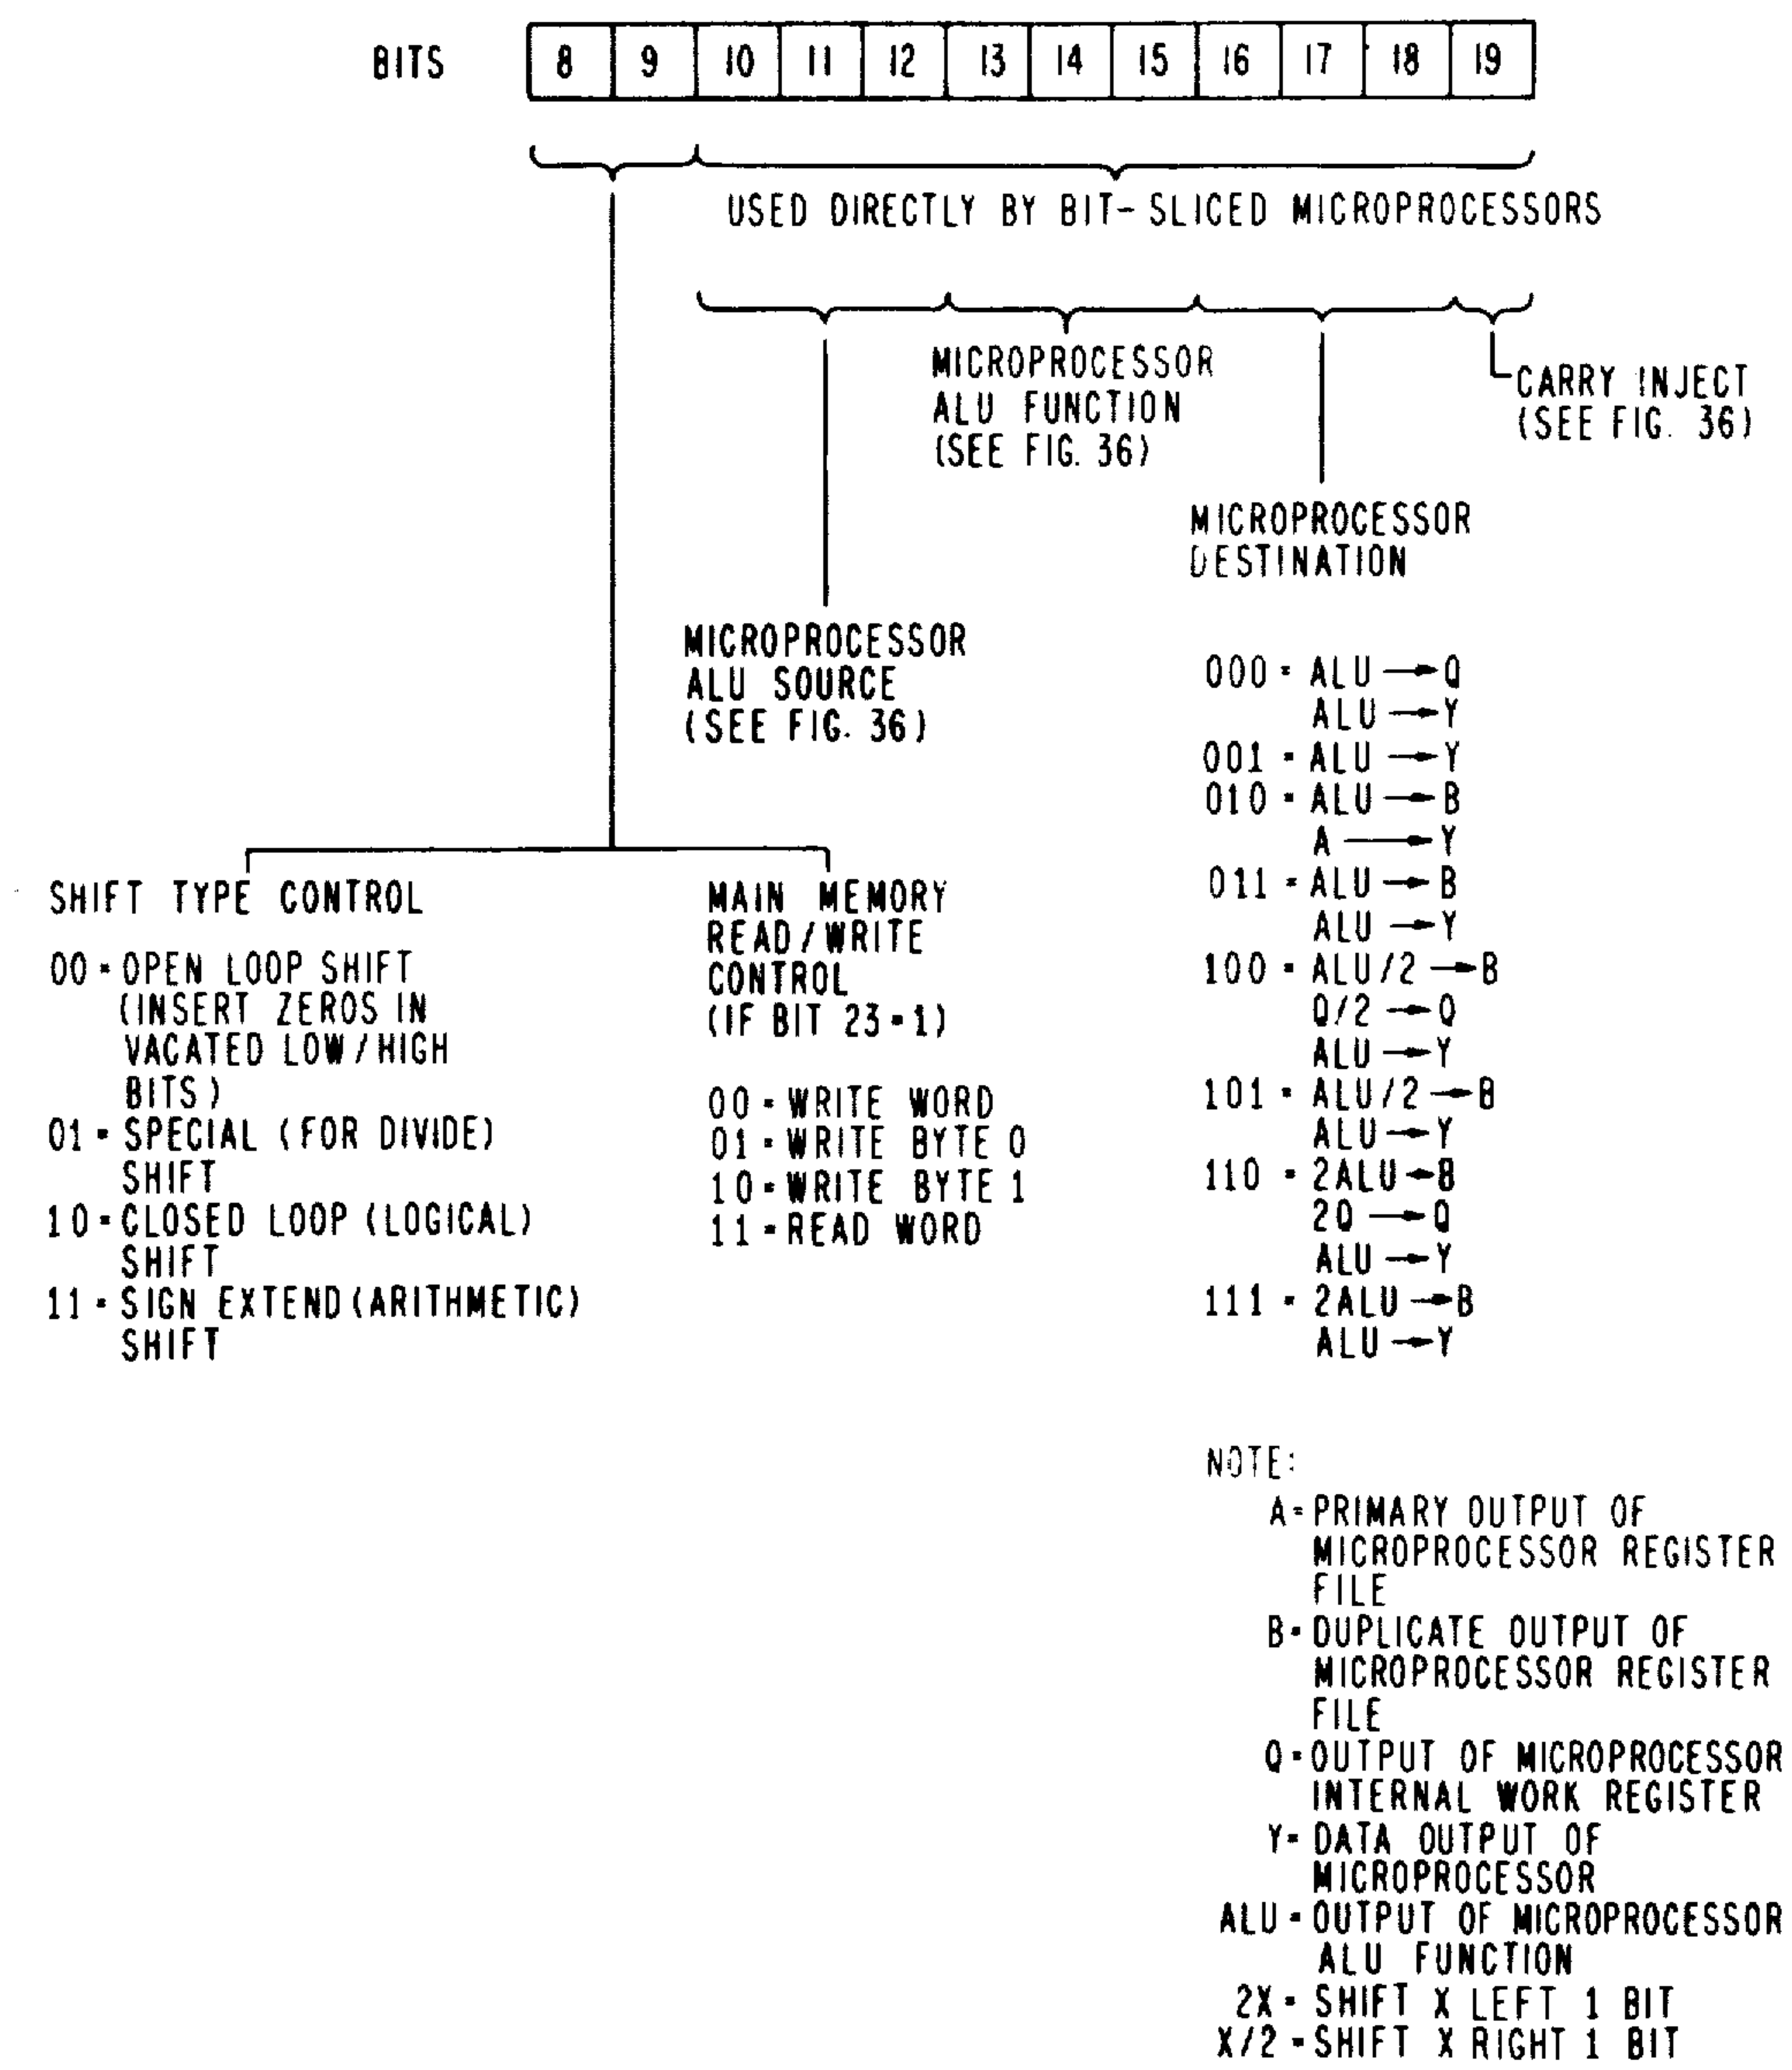 BITS 8 9 10 11 12 13 14 15 16 17 18 19
USED DIRECTLY BY BIT-SLICED MICROPROCESSORS
MICROPROCESSOR
ALU FUNCTION
(SEE FIG. 36)
CARRY INJECT
(SEE FIG. 36)
MICROPROCESSOR
DESTINATION
MICROPROCESSOR
ALU SOURCE
(SEE FIG. 36)
000 = ALU → Q
ALU → Y
001 = ALU → Y
010 = ALU → B
A → Y
011 = ALU → B
ALU → Y
100 = ALU/2 → B
Q/2 → Q
ALU → Y
101 = ALU/2 → B
ALU → Y
110 = 2ALU → B
2Q → Q
ALU → Y
111 = 2ALU → B
ALU → Y
SHIFT TYPE CONTROL
00 = OPEN LOOP SHIFT
(INSERT ZEROS IN
VACATED LOW/HIGH
BITS)
01 = SPECIAL (FOR DIVIDE)
SHIFT
10 = CLOSED LOOP (LOGICAL)
SHIFT
11 = SIGN EXTEND (ARITHMETIC)
SHIFT
MAIN MEMORY
READ/WRITE
CONTROL
(IF BIT 23 = 1)
00 = WRITE WORD
01 = WRITE BYTE 0
10 = WRITE BYTE 1
11 = READ WORD
NOTE:
A = PRIMARY OUTPUT OF
MICROPROCESSOR REGISTER
FILE
B = DUPLICATE OUTPUT OF
MICROPROCESSOR REGISTER
FILE
Q = OUTPUT OF MICROPROCESSOR
INTERNAL WORK REGISTER
Y = DATA OUTPUT OF
MICROPROCESSOR
ALU = OUTPUT OF MICROPROCESSOR
ALU FUNCTION
2X = SHIFT X LEFT 1 BIT
X/2 = SHIFT X RIGHT 1 BIT